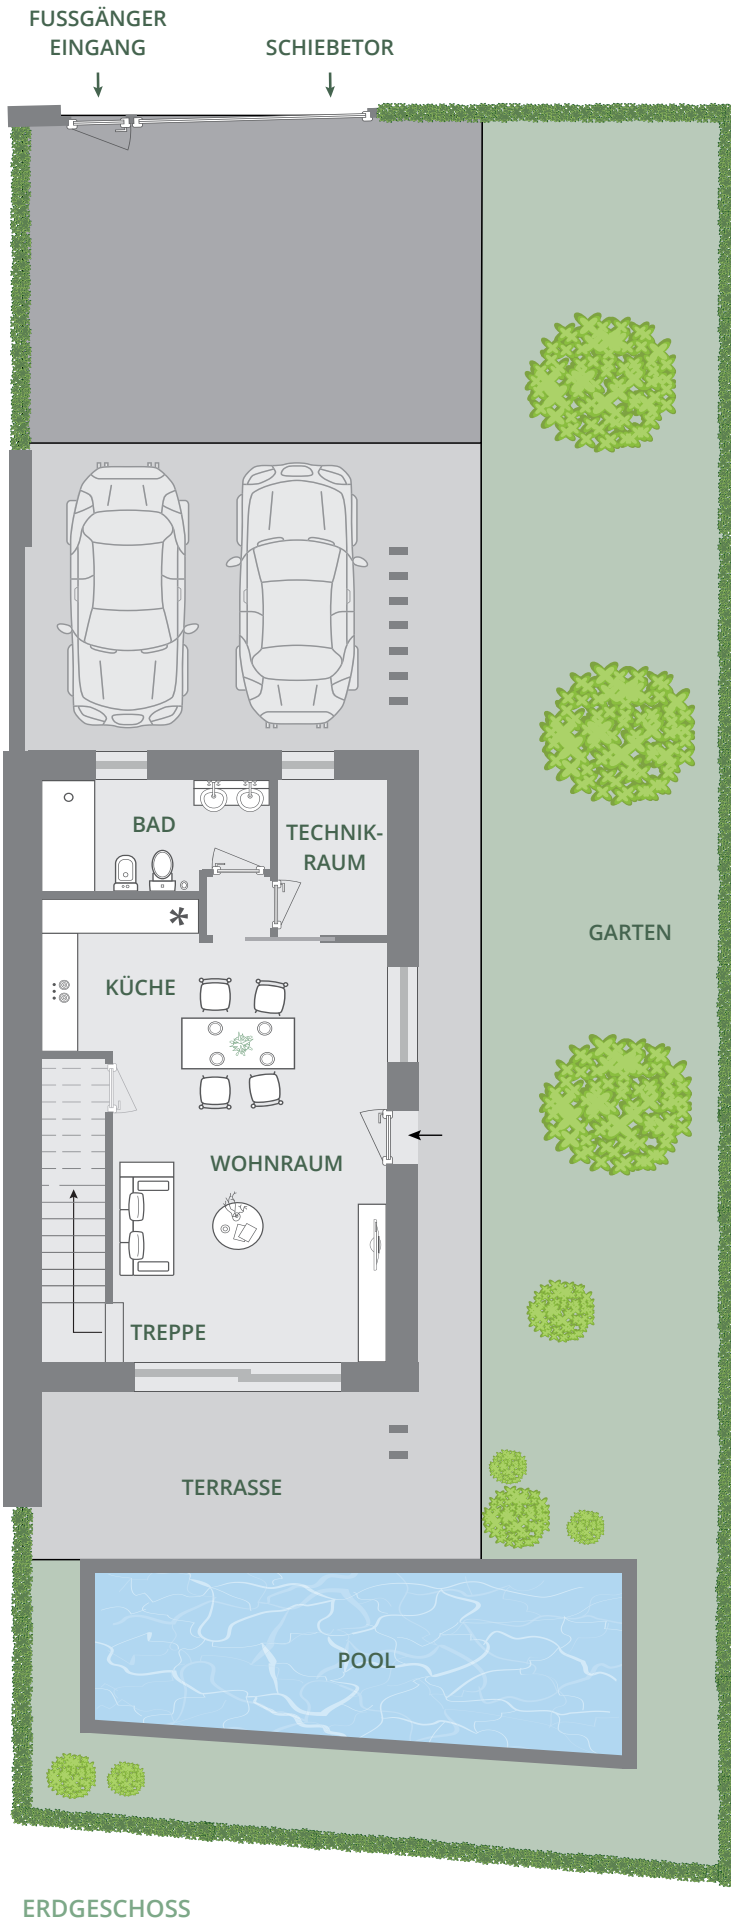 FUSSGÄNGER
EINGANG
SCHIEBETOR
BAD
TECHNIK-
RAUM
GARTEN
KÜCHE
WOHNRAUM
TREPPE
TERRASSE
POOL
ERDGESCHOSS